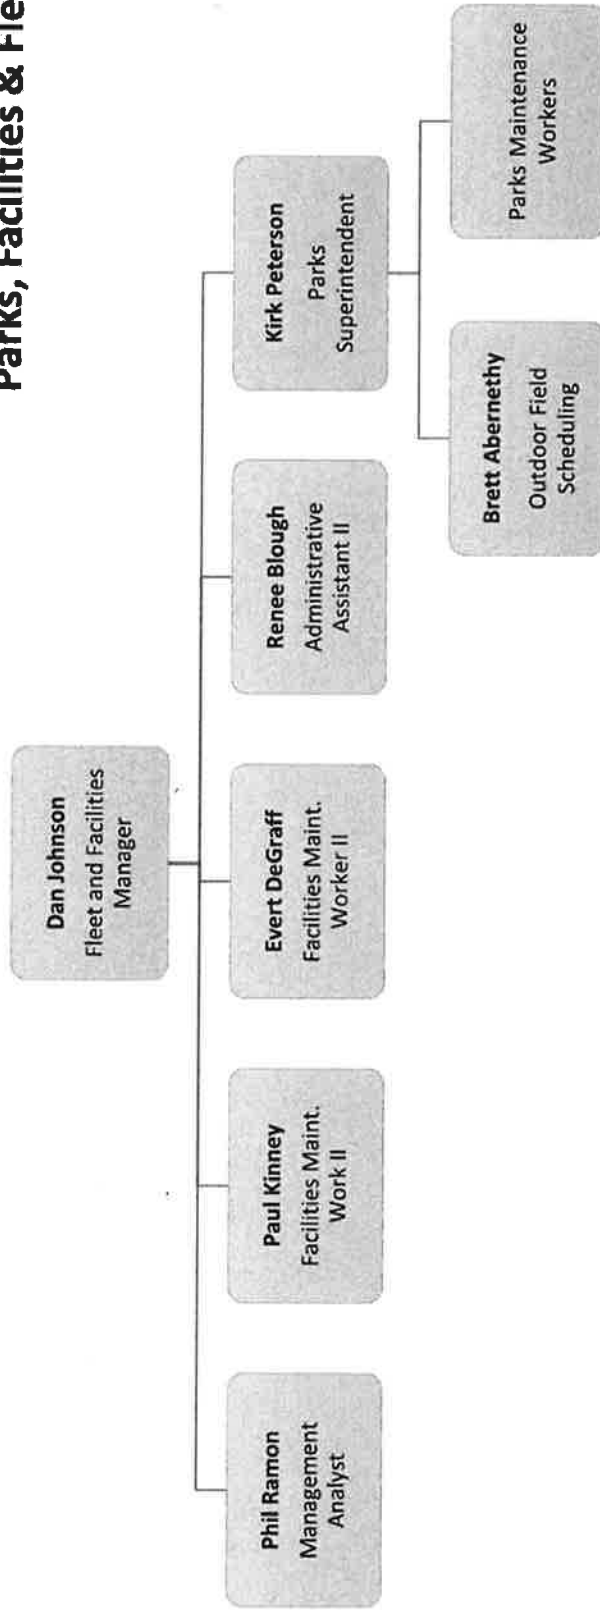 Parks, Facilities & Fle
Dan Johnson
Fleet and Facilities
Manager
Phil Ramon
Management
Analyst
Paul Kinney
Facilities Maint.
Work II
Evert DeGraff
Facilities Maint.
Worker II
Renee Blough
Administrative
Assistant II
Kirk Peterson
Parks
Superintendent
Brett Abernethy
Outdoor Field
Scheduling
Parks Maintenance
Workers